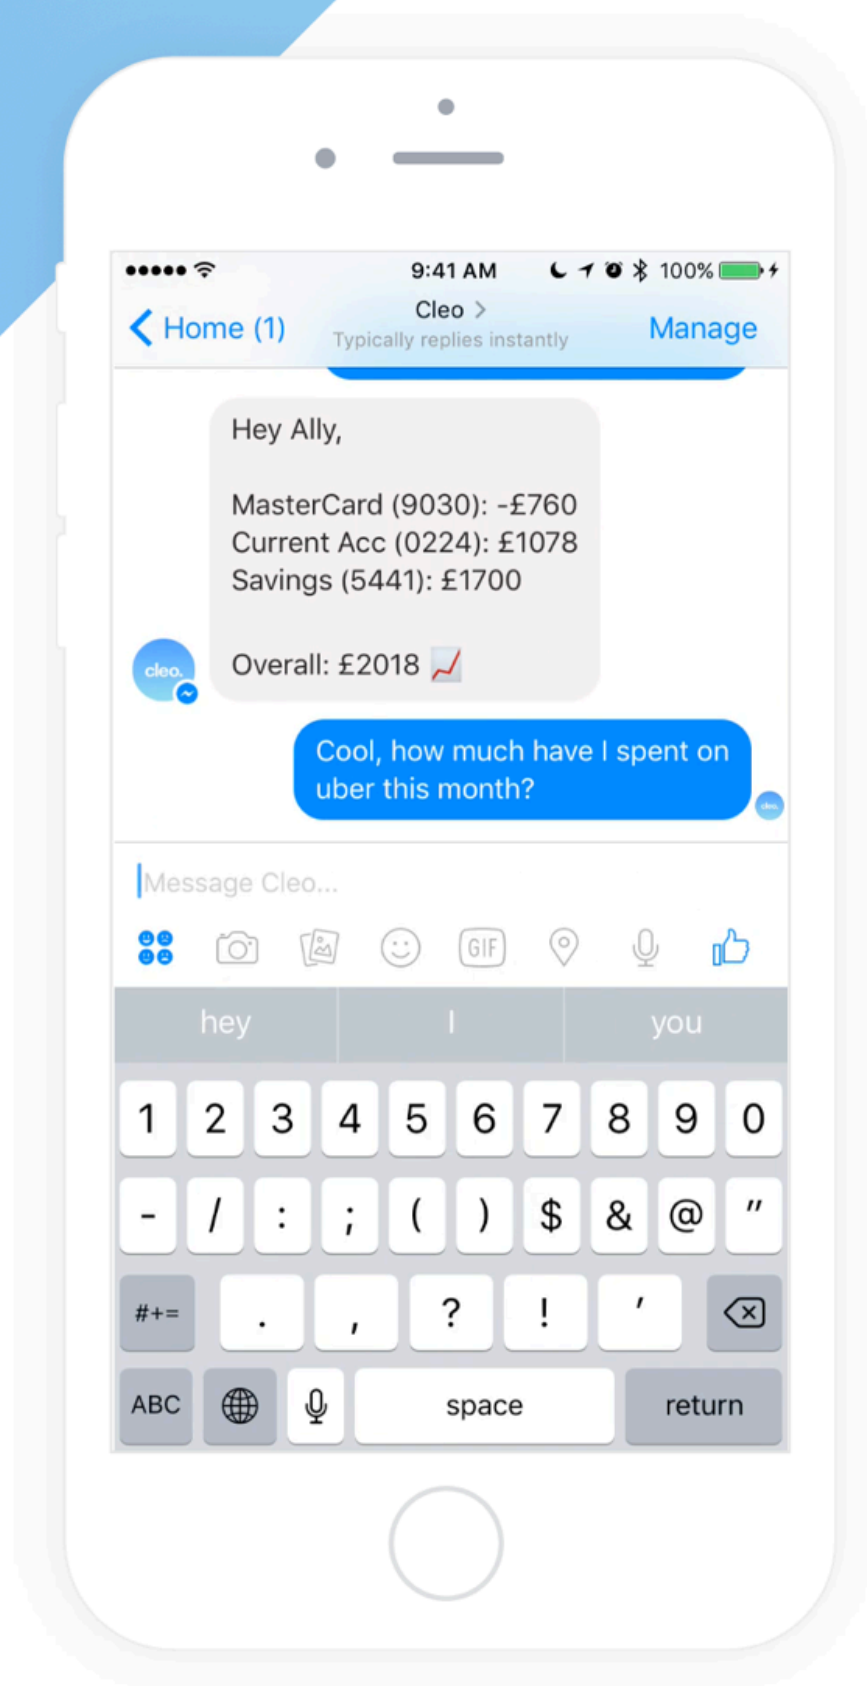 9:41 AM
100%
Home (1)
Cleo
Typically replies instantly
Manage
Hey Ally,
MasterCard (9030): -£760
Current Acc (0224): £1078
Savings (5441): £1700
Overall: £2018
cleo.
Cool, how much have I spent on
uber this month?
cleo.
Message Cleo...
GIF
hey I you
1 2 3 4 5 6 7 8 9 0
- / : ; ( ) $ & @ "
#+= . , ? ! '
ABC space return